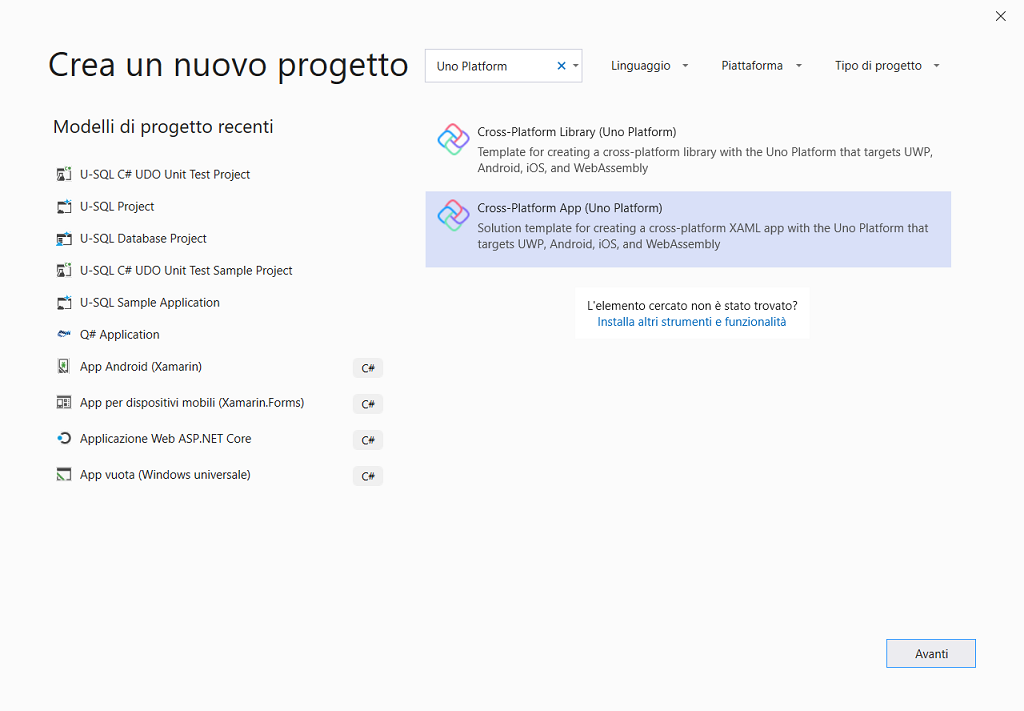 Crea un nuovo progetto
Uno Platform
Linguaggio
Piattaforma
Tipo di progetto
Modelli di progetto recenti
U-SQL C# UDO Unit Test Project
U-SQL Project
U-SQL Database Project
U-SQL C# UDO Unit Test Sample Project
U-SQL Sample Application
Q# Application
App Android (Xamarin)
C#
App per dispositivi mobili (Xamarin.Forms)
C#
Applicazione Web ASP.NET Core
C#
App vuota (Windows universale)
C#
Cross-Platform Library (Uno Platform)
Template for creating a cross-platform library with the Uno Platform that targets UWP,
Android, iOS, and WebAssembly
Cross-Platform App (Uno Platform)
Solution template for creating a cross-platform XAML app with the Uno Platform that
targets UWP, Android, iOS, and WebAssembly
L'elemento cercato non è stato trovato?
Installa altri strumenti e funzionalità
Avanti